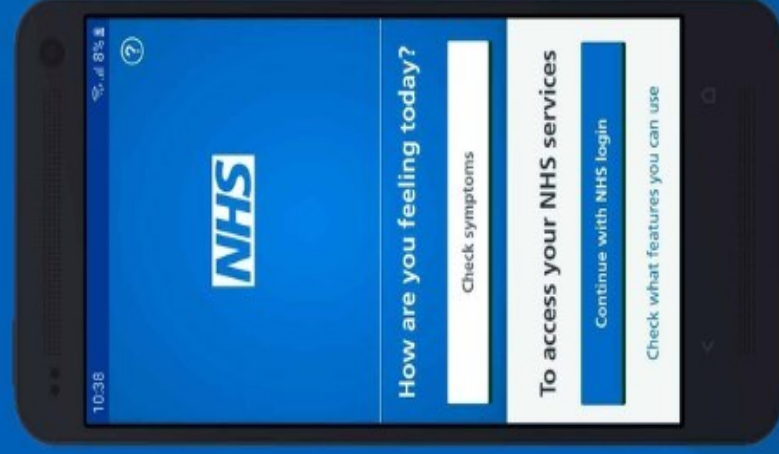 10:38
8%
?
NHS
How are you feeling today?
Check symptoms
To access your NHS services
Continue with NHS login
Check what features you can use